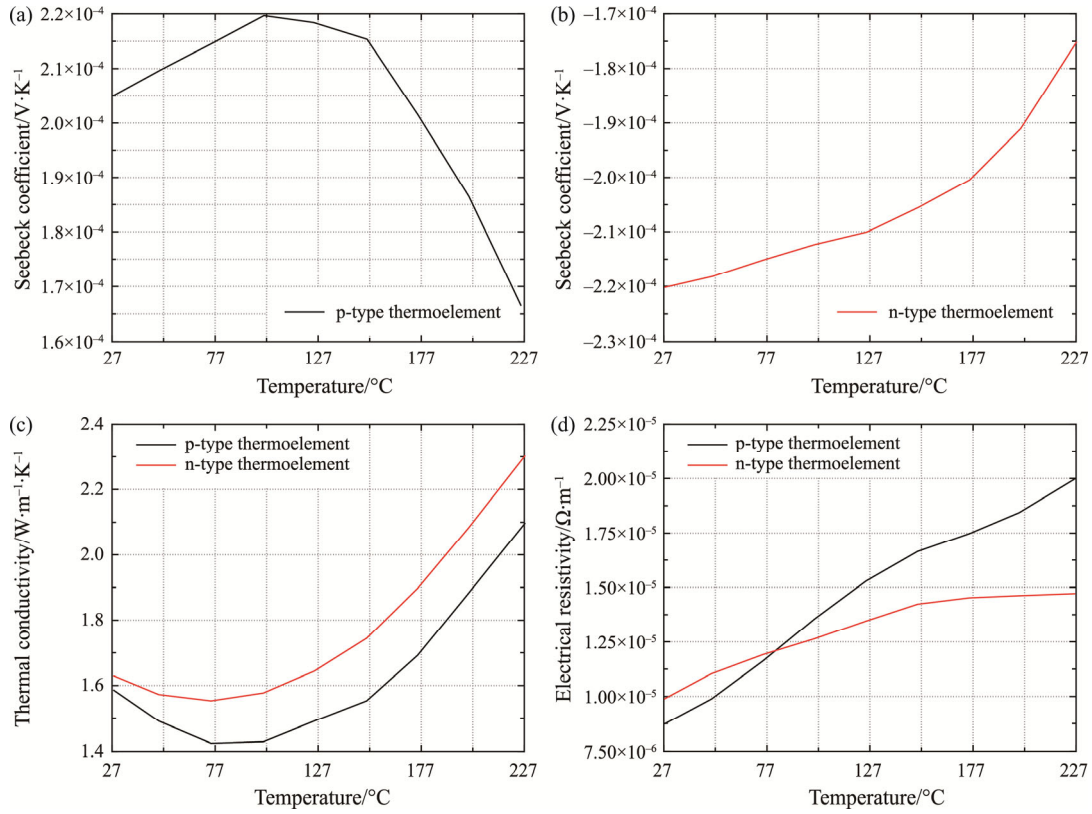 (a)
2.2×10⁻⁴
2.1×10⁻⁴
2.0×10⁻⁴
1.9×10⁻⁴
1.8×10⁻⁴
1.7×10⁻⁴
1.6×10⁻⁴
Seebeck coefficient/V·K⁻¹
p-type thermoelement
27 77 127 177 227
Temperature/°C
(b)
−1.7×10⁻⁴
−1.8×10⁻⁴
−1.9×10⁻⁴
−2.0×10⁻⁴
−2.1×10⁻⁴
−2.2×10⁻⁴
−2.3×10⁻⁴
Seebeck coefficient/V·K⁻¹
n-type thermoelement
27 77 127 177 227
Temperature/°C
(c)
2.4
2.2
2.0
1.8
1.6
1.4
Thermal conductivity/W·m⁻¹·K⁻¹
p-type thermoelement
n-type thermoelement
27 77 127 177 227
Temperature/°C
(d)
2.25×10⁻⁵
2.00×10⁻⁵
1.75×10⁻⁵
1.50×10⁻⁵
1.25×10⁻⁵
1.00×10⁻⁵
7.50×10⁻⁶
Electrical resistivity/Ω·m⁻¹
p-type thermoelement
n-type thermoelement
27 77 127 177 227
Temperature/°C